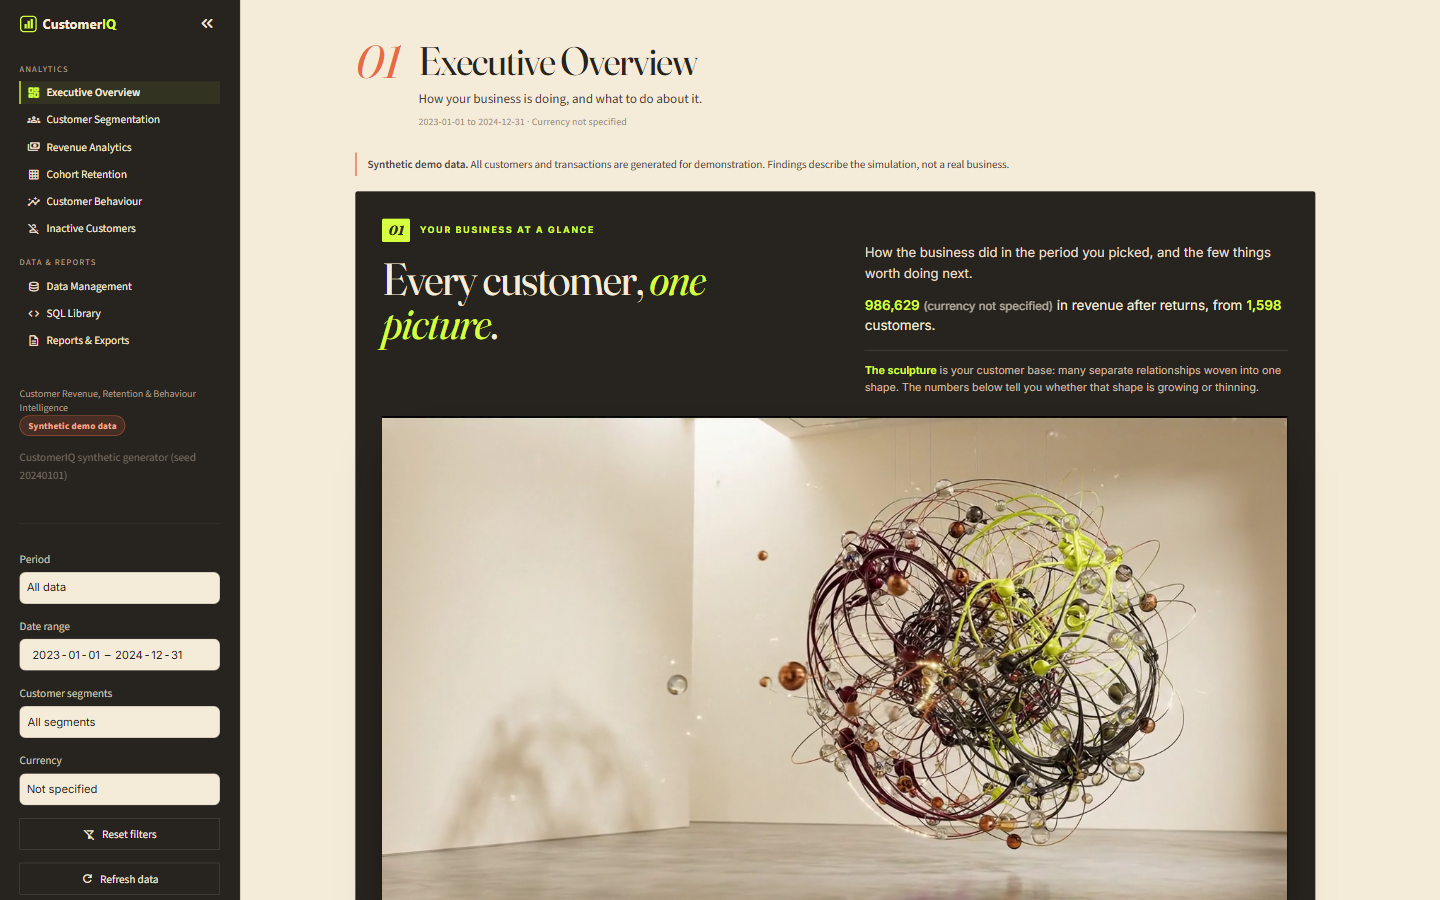 CustomerIQ
ANALYTICS
Executive Overview
Customer Segmentation
Revenue Analytics
Cohort Retention
Customer Behaviour
Inactive Customers
DATA & REPORTS
Data Management
SQL Library
Reports & Exports
Customer Revenue, Retention & Behaviour
Intelligence
Synthetic demo data
CustomerIQ synthetic generator (seed
20240101)
Period
All data
Date range
2023-01-01 – 2024-12-31
Customer segments
All segments
Currency
Not specified
Reset filters
Refresh data
01 Executive Overview
How your business is doing, and what to do about it.
2023-01-01 to 2024-12-31 · Currency not specified
Synthetic demo data. All customers and transactions are generated for demonstration. Findings describe the simulation, not a real business.
01 YOUR BUSINESS AT A GLANCE
Every customer, one
picture.
How the business did in the period you picked, and the few things
worth doing next.
986,629 (currency not specified) in revenue after returns, from 1,598
customers.
The sculpture is your customer base: many separate relationships woven into one
shape. The numbers below tell you whether that shape is growing or thinning.